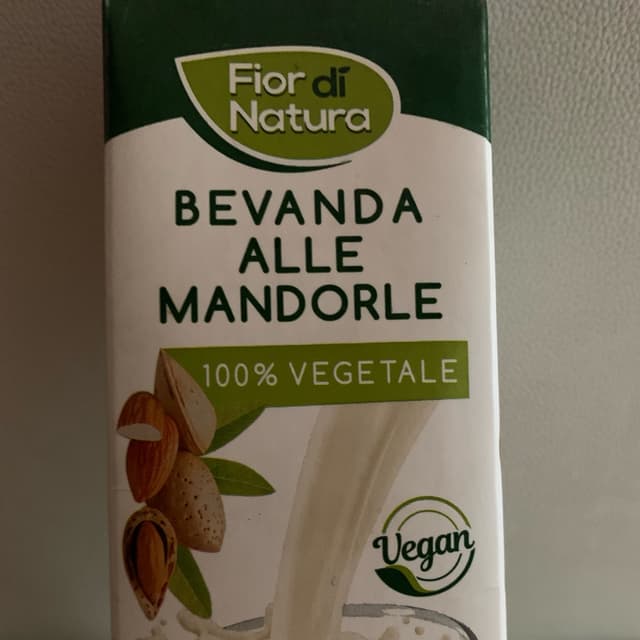 Fior di
Natura
BEVANDA
ALLE
MANDORLE
100% VEGETALE
Vegan